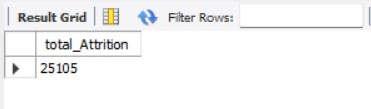 Result Grid Filter Rows:
total_Attrition
25105